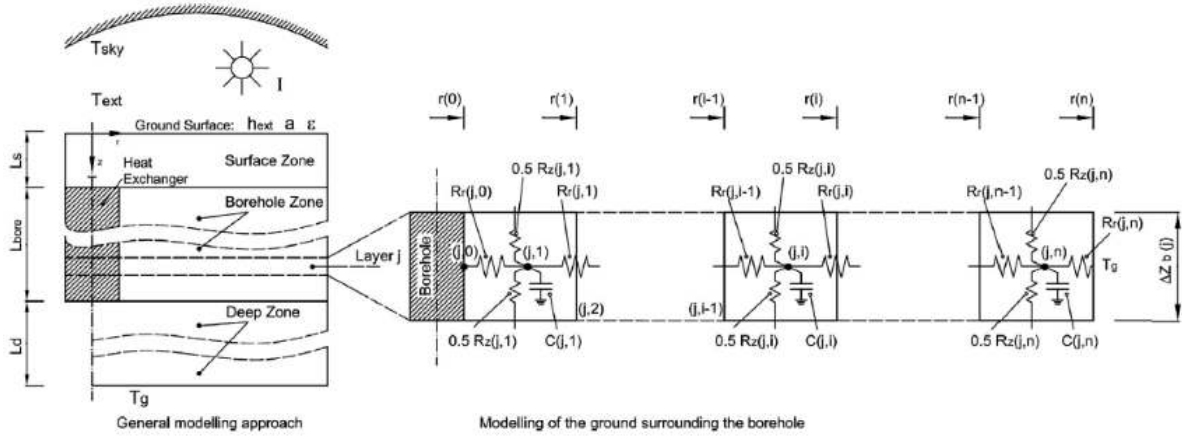 Tsky
I
Text
Ground Surface: hext a ε
r
z
Ls
Surface Zone
Heat
Exchanger
Lbore
Borehole Zone
Layer j
Ld
Deep Zone
Tg
General modelling approach
r(0) r(1) r(i-1) r(i) r(n-1) r(n)
0.5 Rz(j,1) 0.5 Rz(j,i) 0.5 Rz(j,n)
Rr(j,0) Rr(j,1) Rr(j,i-1) Rr(j,i) Rr(j,n-1) Rr(j,n)
Borehole
(j,0) (j,1) (j,i) (j,n) Tg
(j,2) (j,i-1)
ΔZb(j)
0.5 Rz(j,1) C(j,1) 0.5 Rz(j,i) C(j,i) 0.5 Rz(j,n) C(j,n)
Modelling of the ground surrounding the borehole